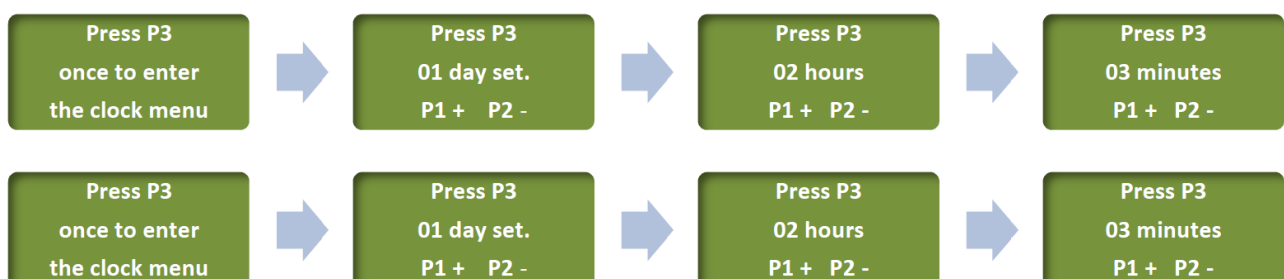 Press P3
once to enter
the clock menu
Press P3
01 day set.
P1 + P2 -
Press P3
02 hours
P1 + P2 -
Press P3
03 minutes
P1 + P2 -
Press P3
once to enter
the clock menu
Press P3
01 day set.
P1 + P2 -
Press P3
02 hours
P1 + P2 -
Press P3
03 minutes
P1 + P2 -